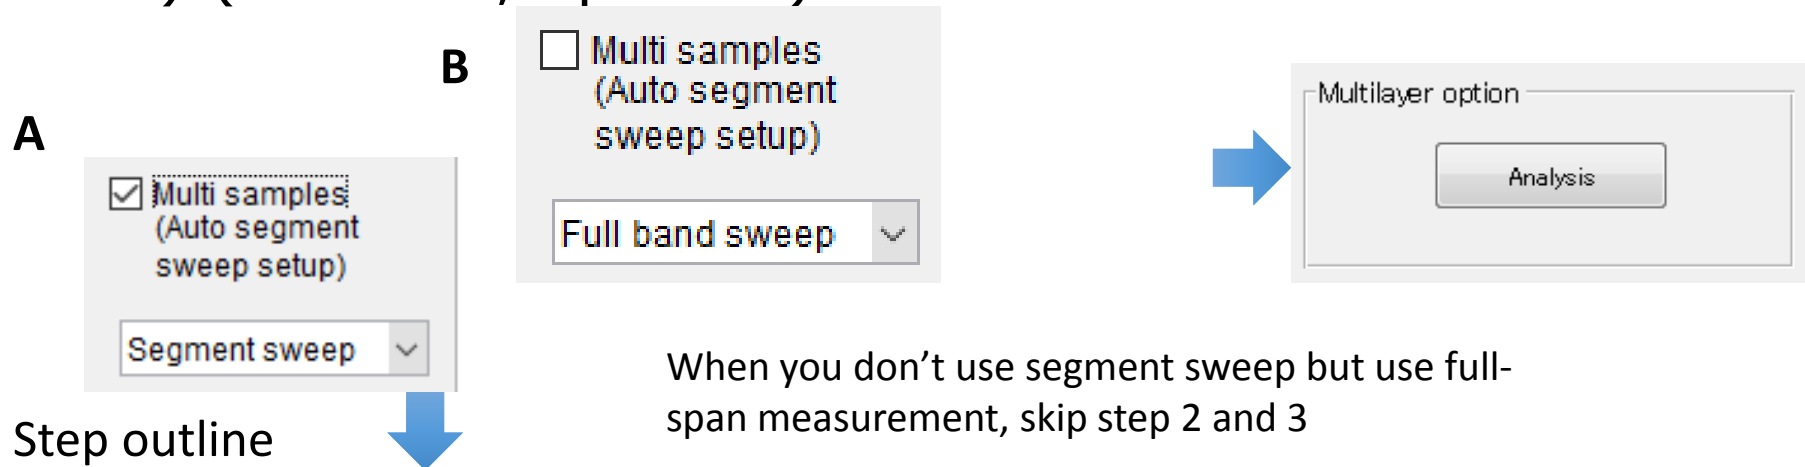 B
Multi samples
(Auto segment
sweep setup)
Full band sweep
Multilayer option
Analysis
A
Multi samples
(Auto segment
sweep setup)
Segment sweep
When you don’t use segment sweep but use full-
span measurement, skip step 2 and 3
Step outline